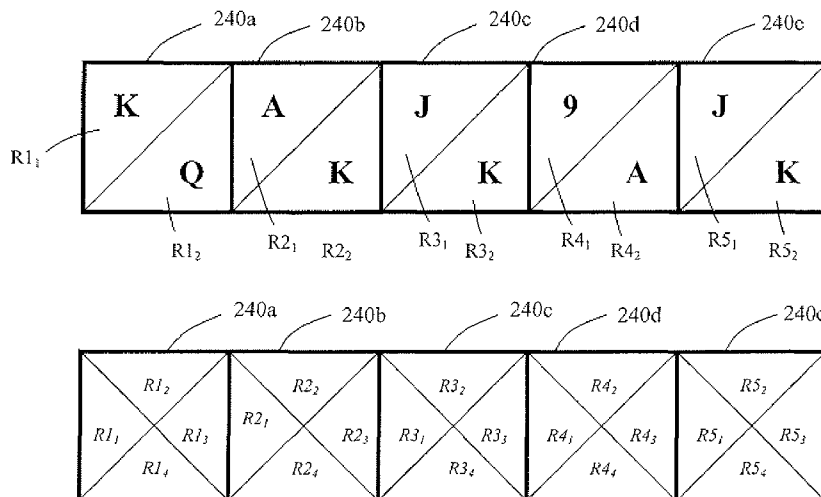 240a 240b 240c 240d 240e
K A J 9 J
R1₁
Q K K A K
R1₂ R2₁ R2₂ R3₁ R3₂ R4₁ R4₂ R5₁ R5₂
240a 240b 240c 240d 240e
R1₂ R2₂ R3₂ R4₂ R5₂
R1₁ R1₃ R2₁ R2₃ R3₁ R3₃ R4₁ R4₃ R5₁ R5₃
R1₄ R2₄ R3₄ R4₄ R5₄